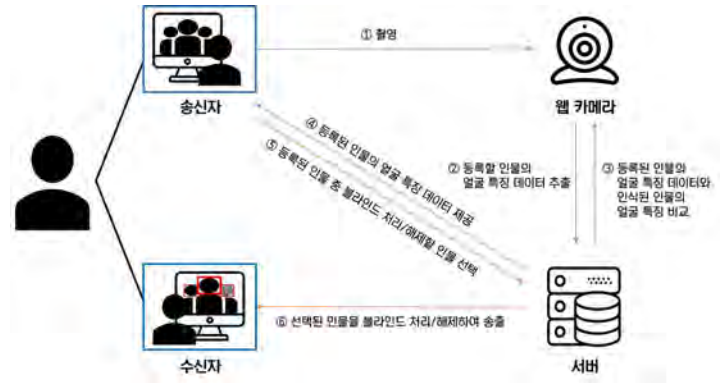 ① 촬영
송신자
웹 카메라
④ 등록된 인물의 얼굴 특징 데이터 제공
⑤ 등록된 인물 중 블라인드 처리/해제할 인물 선택
② 등록할 인물의
얼굴 특징 데이터 추출
③ 등록된 인물의
얼굴 특징 데이터와
인식된 인물의
얼굴 특징 비교
⑥ 선택된 인물을 블라인드 처리/해제하여 송출
수신자
서버